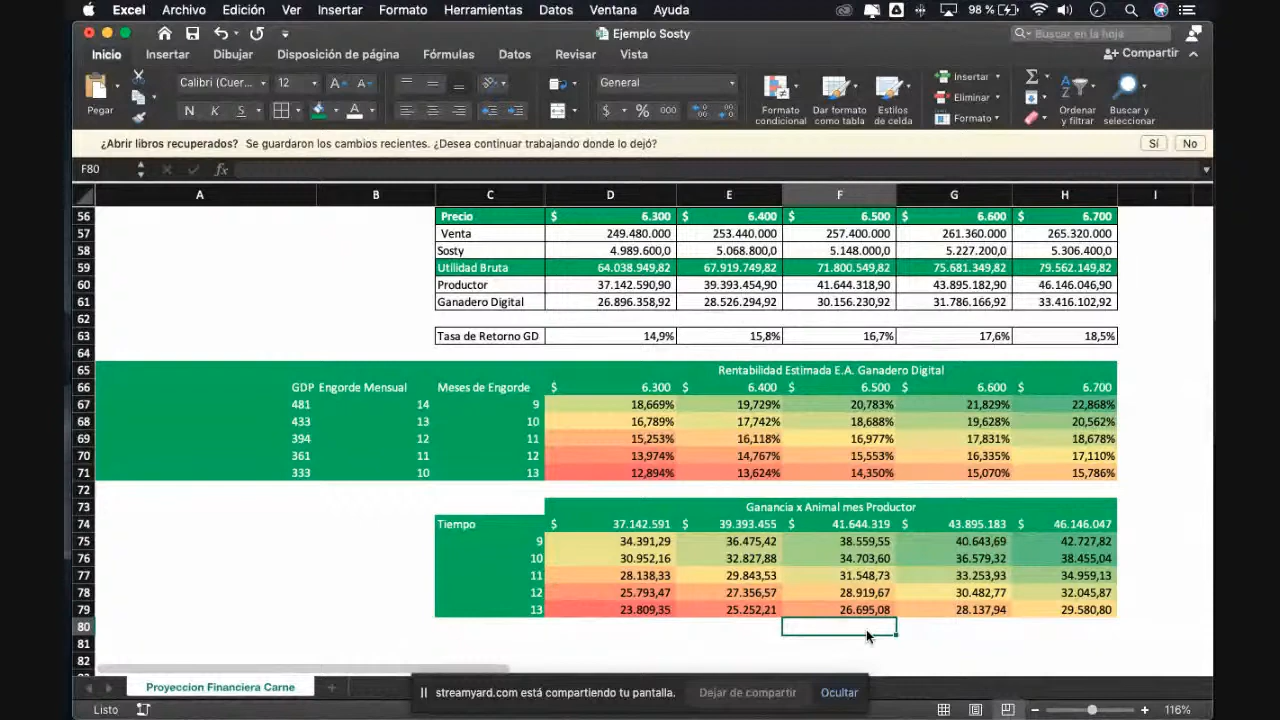 Excel Archivo Edición Ver Insertar Formato Herramientas Datos Ventana Ayuda 98 %
Ejemplo Sosty
Buscar en la hoja
Inicio Insertar Dibujar Disposición de página Fórmulas Datos Revisar Vista
Compartir
Pegar
Calibri (Cuer... 12
N K S
General
$ % 000
Formato condicional
Dar formato como tabla
Estilos de celda
Insertar
Eliminar
Formato
Ordenar y filtrar
Buscar y seleccionar
¿Abrir libros recuperados? Se guardaron los cambios recientes. ¿Desea continuar trabajando donde lo dejó? Sí No
F80 fx
A B C D E F G H I
56 Precio $ 6.300 $ 6.400 $ 6.500 $ 6.600 $ 6.700
57 Venta 249.480.000 253.440.000 257.400.000 261.360.000 265.320.000
58 Sosty 4.989.600,0 5.068.800,0 5.148.000,0 5.227.200,0 5.306.400,0
59 Utilidad Bruta 64.038.949,82 67.919.749,82 71.800.549,82 75.681.349,82 79.562.149,82
60 Productor 37.142.590,90 39.393.454,90 41.644.318,90 43.895.182,90 46.146.046,90
61 Ganadero Digital 26.896.358,92 28.526.294,92 30.156.230,92 31.786.166,92 33.416.102,92
62
63 Tasa de Retorno GD 14,9% 15,8% 16,7% 17,6% 18,5%
64
65 Rentabilidad Estimada E.A. Ganadero Digital
66 GDP Engorde Mensual Meses de Engorde $ 6.300 $ 6.400 $ 6.500 $ 6.600 $ 6.700
67 481 14 9 18,669% 19,729% 20,783% 21,829% 22,868%
68 433 13 10 16,789% 17,742% 18,688% 19,628% 20,562%
69 394 12 11 15,253% 16,118% 16,977% 17,831% 18,678%
70 361 11 12 13,974% 14,767% 15,553% 16,335% 17,110%
71 333 10 13 12,894% 13,624% 14,350% 15,070% 15,786%
72
73 Ganancia x Animal mes Productor
74 Tiempo $ 37.142.591 $ 39.393.455 $ 41.644.319 $ 43.895.183 $ 46.146.047
75 9 34.391,29 36.475,42 38.559,55 40.643,69 42.727,82
76 10 30.952,16 32.827,88 34.703,60 36.579,32 38.455,04
77 11 28.138,33 29.843,53 31.548,73 33.253,93 34.959,13
78 12 25.793,47 27.356,57 28.919,67 30.482,77 32.045,87
79 13 23.809,35 25.252,21 26.695,08 28.137,94 29.580,80
80
81
82
Proyeccion Financiera Carne
streamyard.com está compartiendo tu pantalla. Dejar de compartir Ocultar
Listo 116%